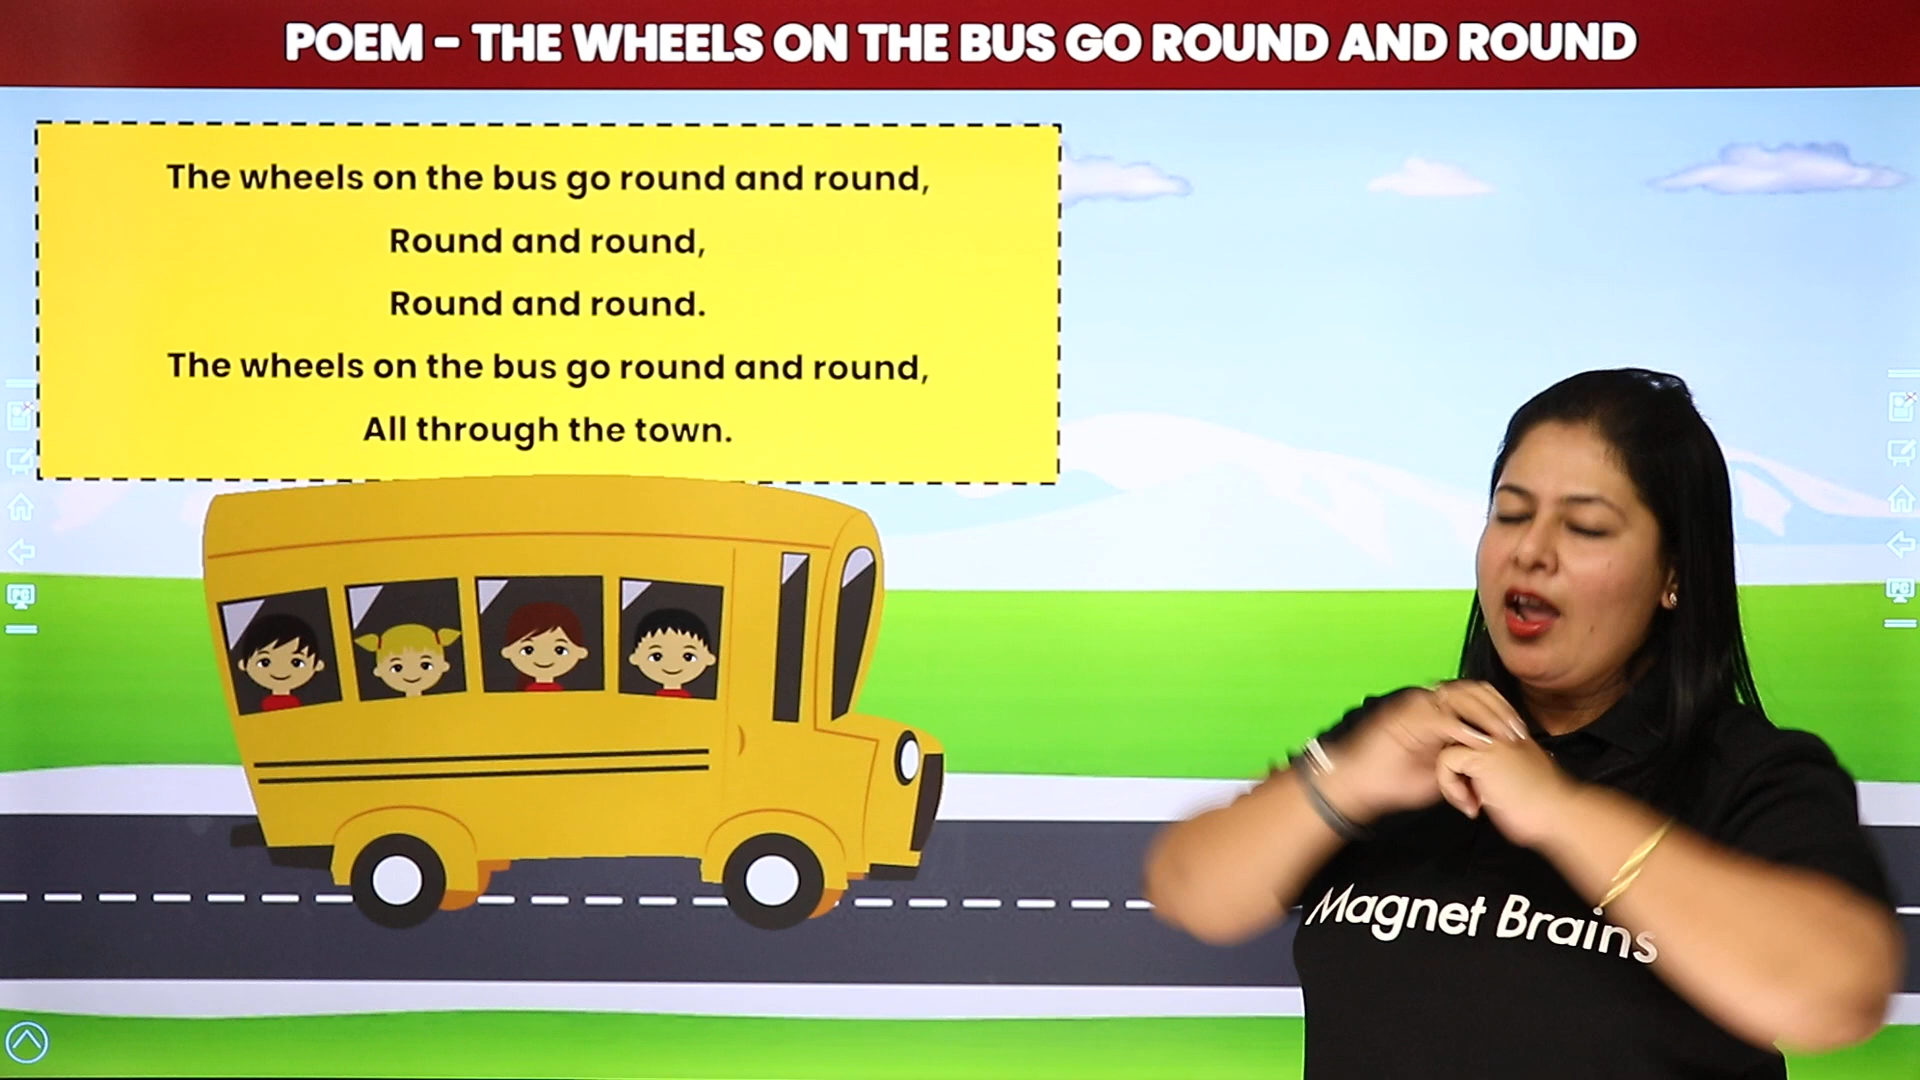 POEM - THE WHEELS ON THE BUS GO ROUND AND ROUND
The wheels on the bus go round and round,
Round and round,
Round and round.
The wheels on the bus go round and round,
All through the town.
PC
PC
Magnet Brains